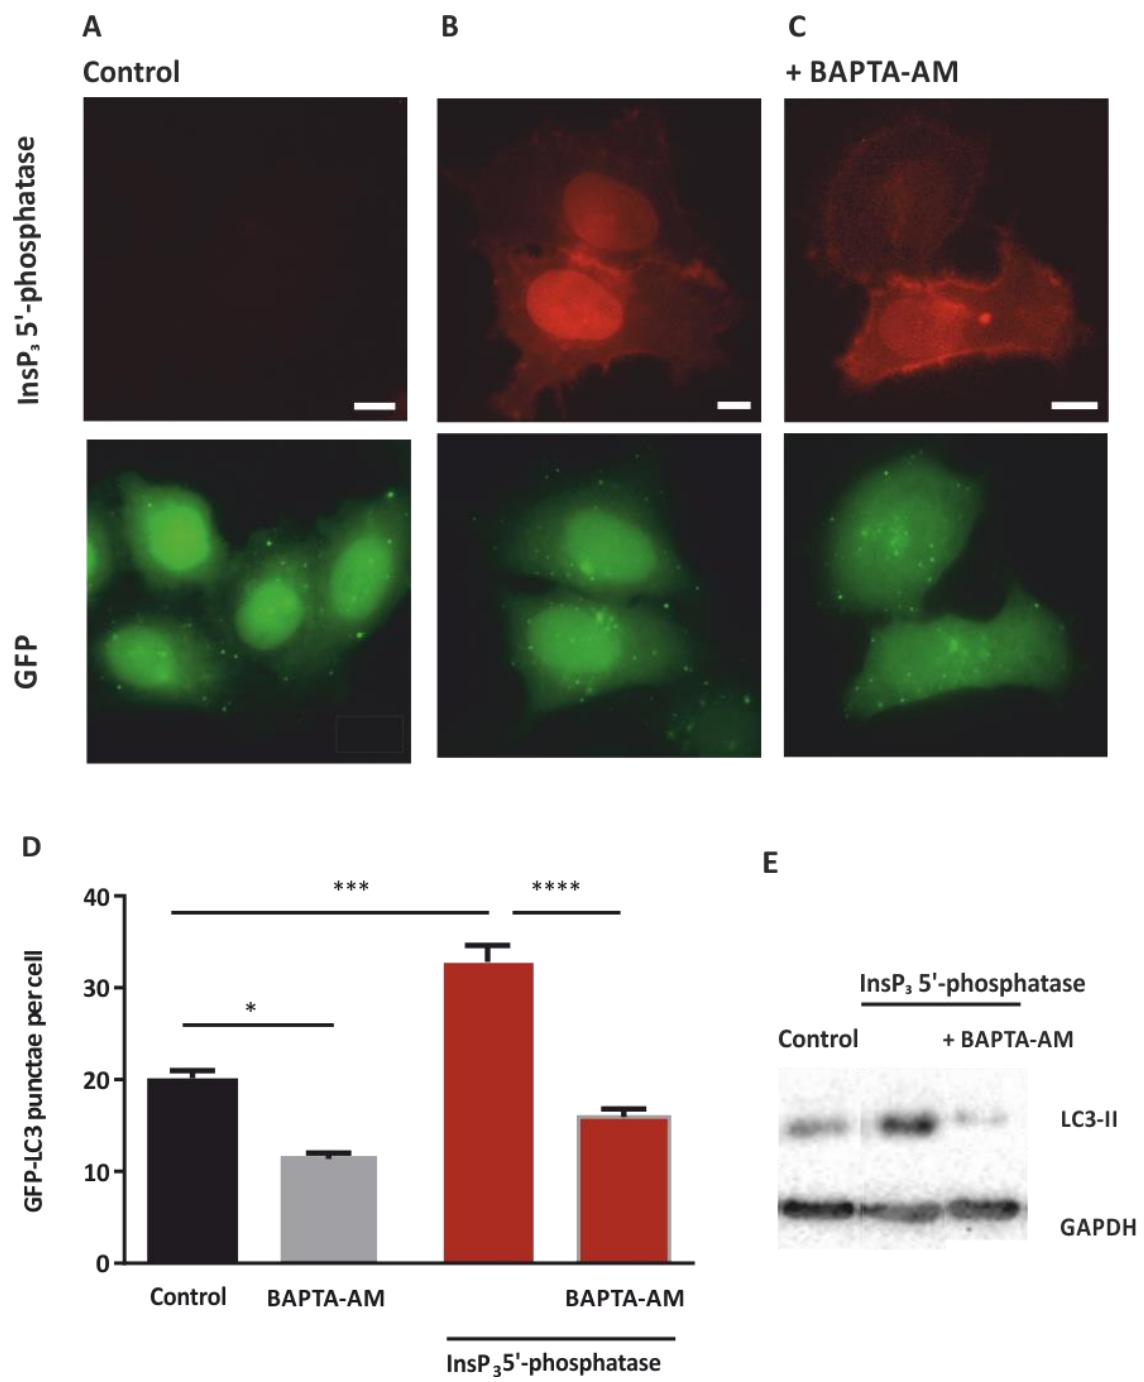 A
B
C
Control
+ BAPTA-AM
InsP₃ 5'-phosphatase
GFP
D
GFP-LC3 punctae per cell
40
30
20
10
0
***
****
*
Control
BAPTA-AM
BAPTA-AM
InsP₃5'-phosphatase
E
InsP₃ 5'-phosphatase
Control
+ BAPTA-AM
LC3-II
GAPDH